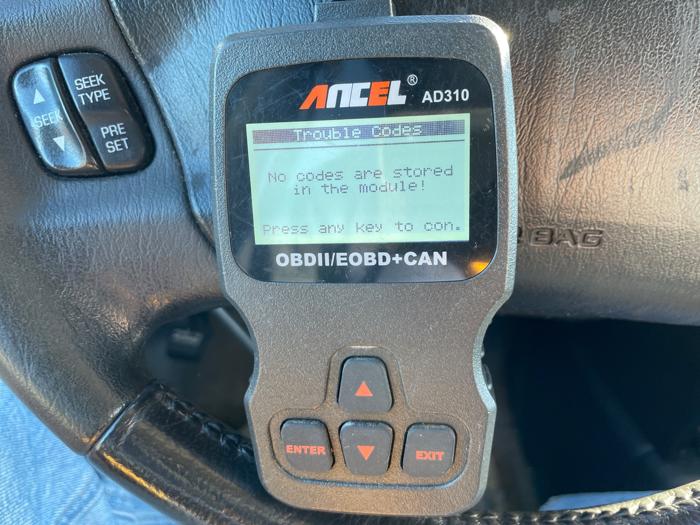 SEEK
TYPE
SEEK
PRE
SET
ANCEL®
AD310
Trouble Codes
No codes are stored
in the module!
Press any key to con.
OBDII/EOBD+CAN
BAG
ENTER
EXIT